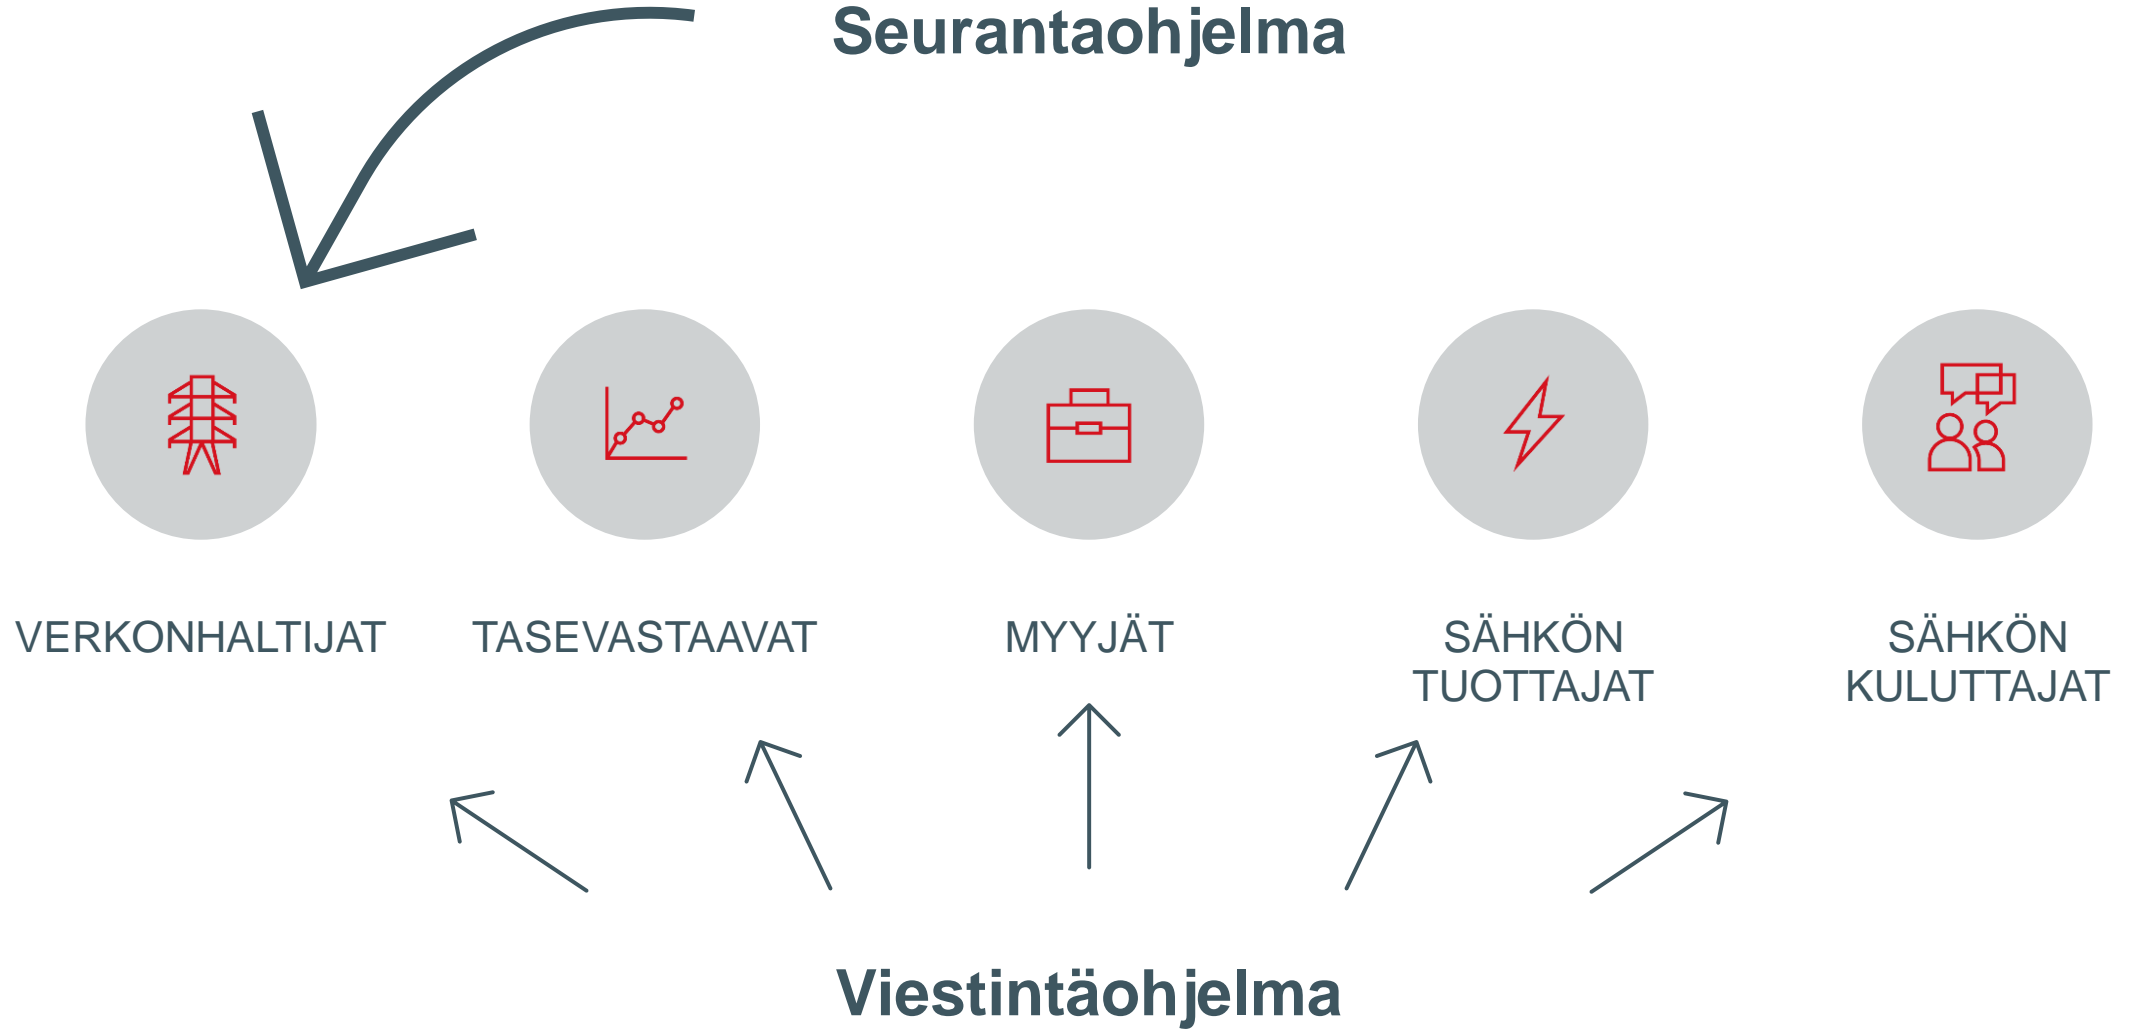 Seurantaohjelma
VERKONHALTIJAT
TASEVASTAAVAT
MYYJÄT
SÄHKÖN
TUOTTAJAT
SÄHKÖN
KULUTTAJAT
Viestintäohjelma